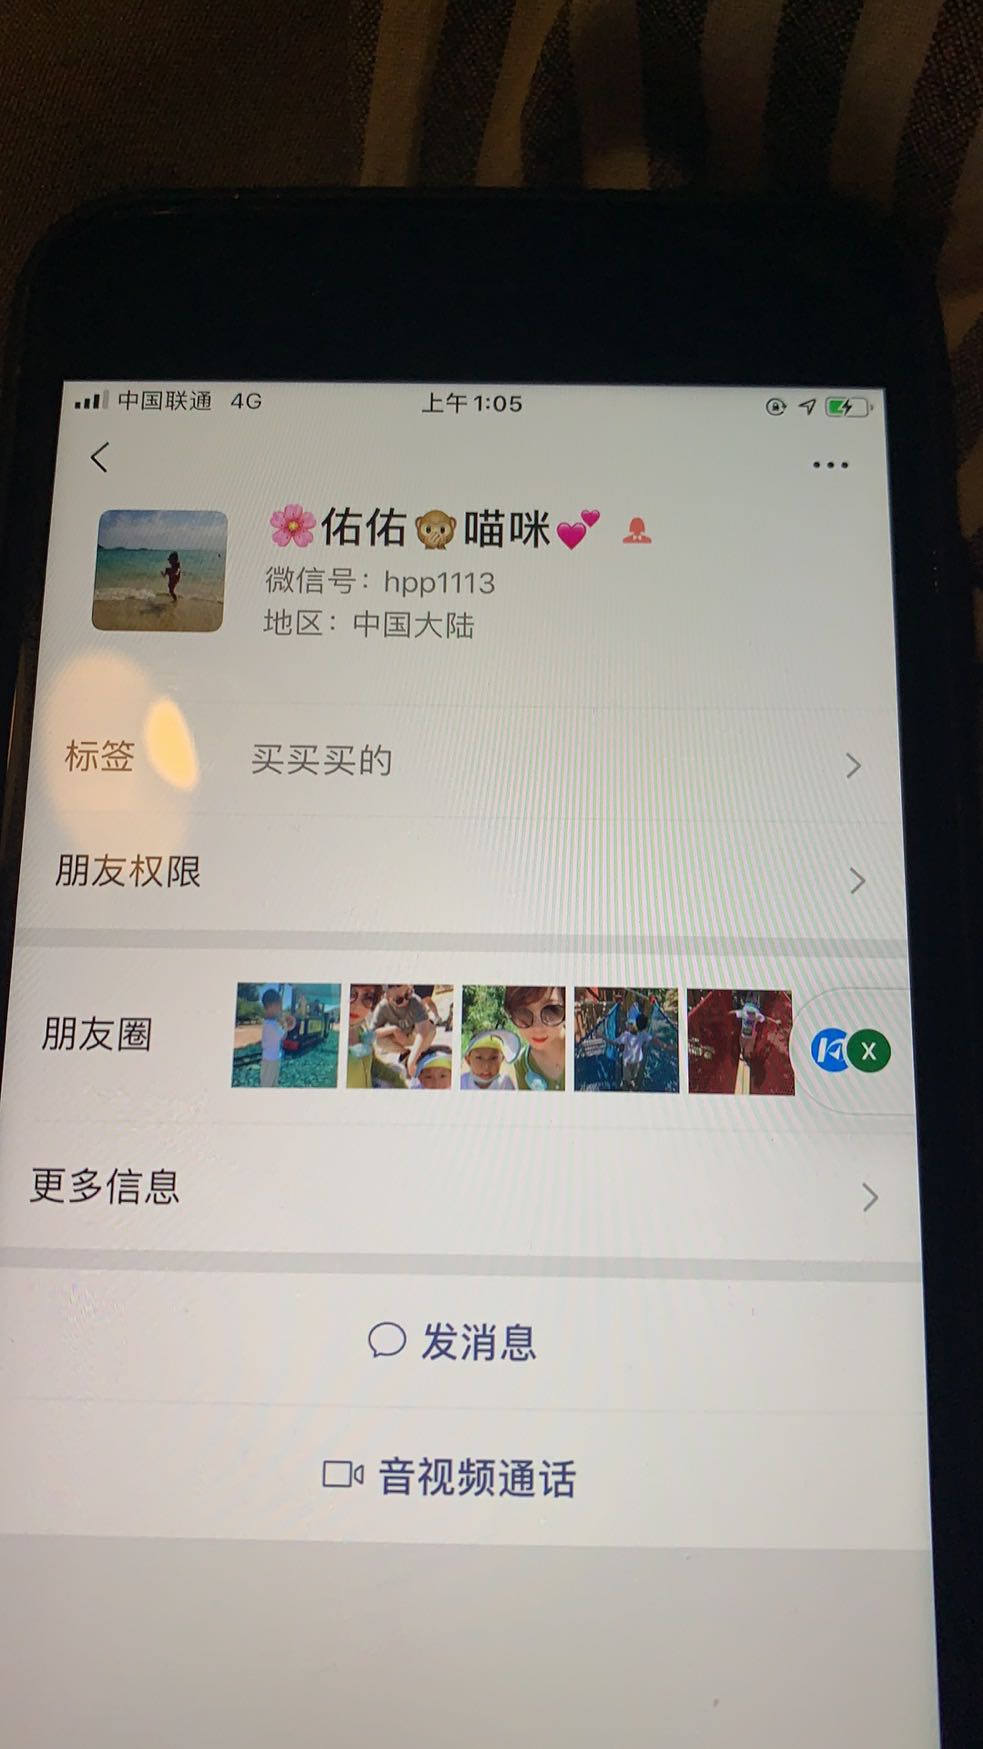 中国联通 4G 上午1:05
🌸佑佑🙊喵咪💕
微信号：hpp1113
地区：中国大陆
标签 买买买的
朋友权限
朋友圈
X
更多信息
发消息
音视频通话